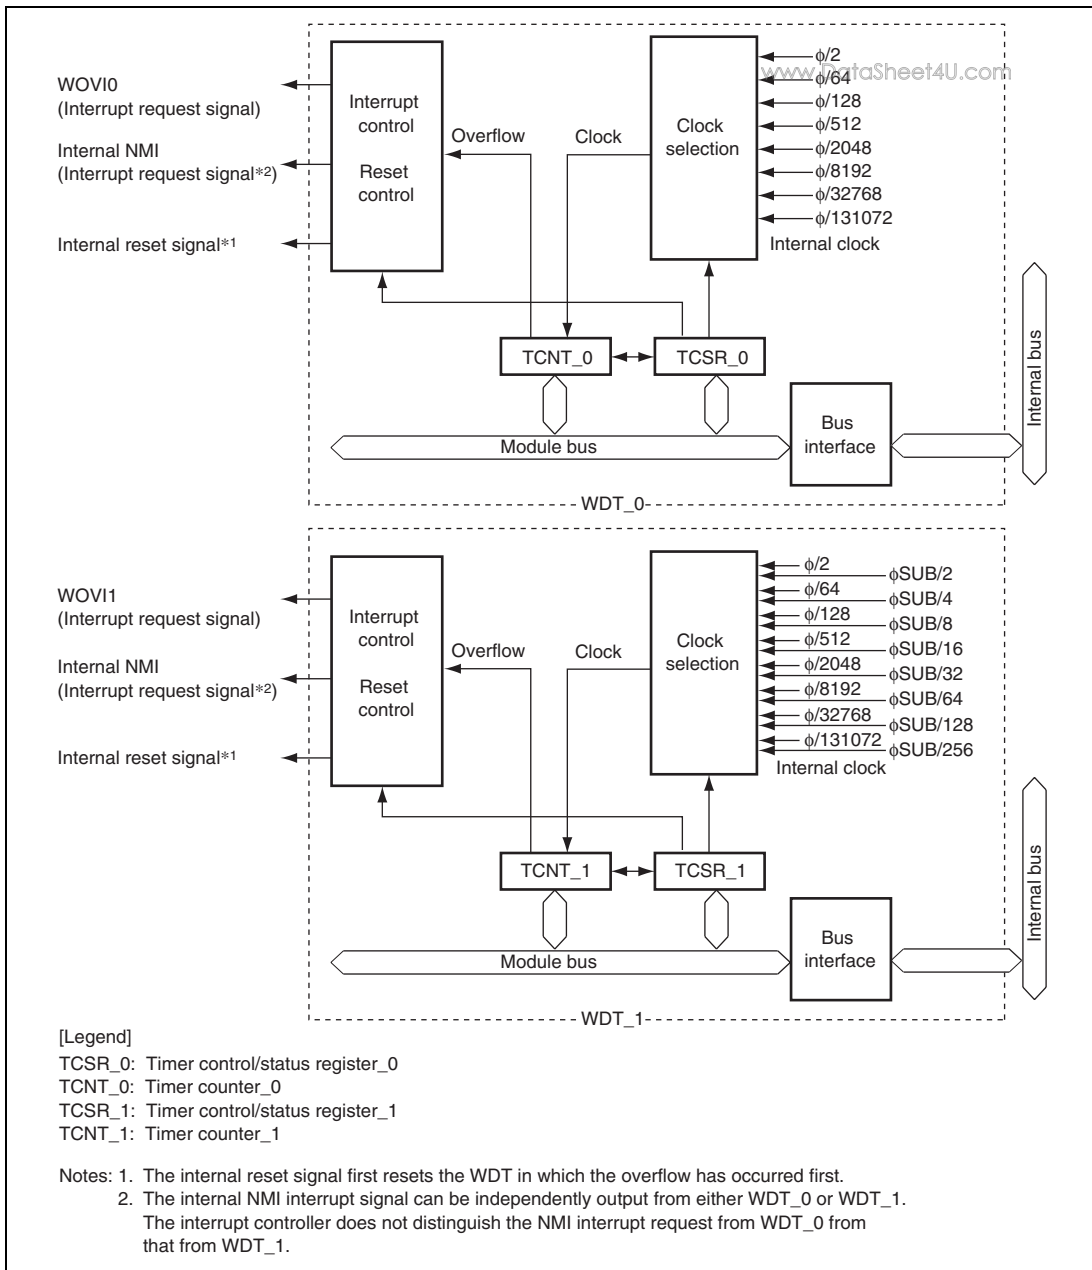 www.DataSheet4U.com
WOVI0
(Interrupt request signal)
Internal NMI
(Interrupt request signal*2)
Internal reset signal*1
Interrupt
control
Reset
control
Overflow
Clock
Clock
selection
ϕ/2
ϕ/64
ϕ/128
ϕ/512
ϕ/2048
ϕ/8192
ϕ/32768
ϕ/131072
Internal clock
TCNT_0
TCSR_0
Module bus
Bus
interface
Internal bus
WDT_0
WOVI1
(Interrupt request signal)
Internal NMI
(Interrupt request signal*2)
Internal reset signal*1
Interrupt
control
Reset
control
Overflow
Clock
Clock
selection
ϕ/2
ϕSUB/2
ϕ/64
ϕSUB/4
ϕ/128
ϕSUB/8
ϕ/512
ϕSUB/16
ϕ/2048
ϕSUB/32
ϕ/8192
ϕSUB/64
ϕ/32768
ϕSUB/128
ϕ/131072
ϕSUB/256
Internal clock
TCNT_1
TCSR_1
Module bus
Bus
interface
Internal bus
WDT_1
[Legend]
TCSR_0: Timer control/status register_0
TCNT_0: Timer counter_0
TCSR_1: Timer control/status register_1
TCNT_1: Timer counter_1
Notes: 1. The internal reset signal first resets the WDT in which the overflow has occurred first.
2. The internal NMI interrupt signal can be independently output from either WDT_0 or WDT_1.
The interrupt controller does not distinguish the NMI interrupt request from WDT_0 from
that from WDT_1.